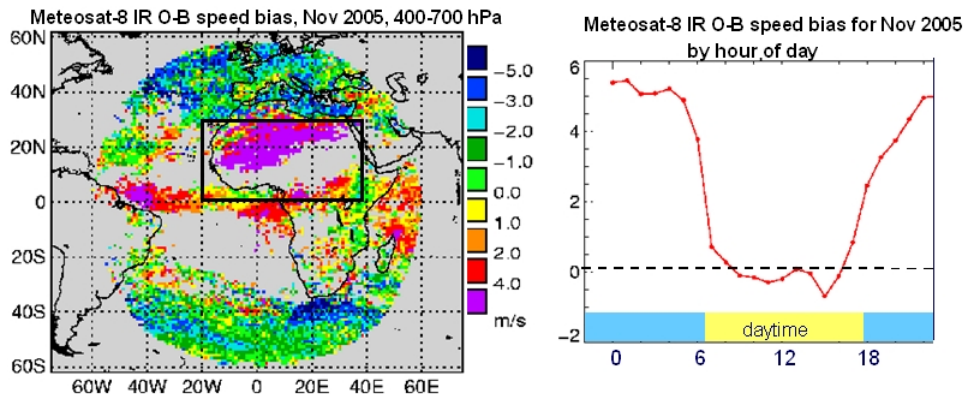 Meteosat-8 IR O-B speed bias, Nov 2005, 400-700 hPa
60N
40N
20N
0
20S
40S
60S
60W 40W 20W 0 20E 40E 60E
-5.0
-3.0
-2.0
-1.0
0.0
1.0
2.0
4.0
m/s
Meteosat-8 IR O-B speed bias for Nov 2005
by hour of day
6
4
2
0
-2
daytime
0 6 12 18